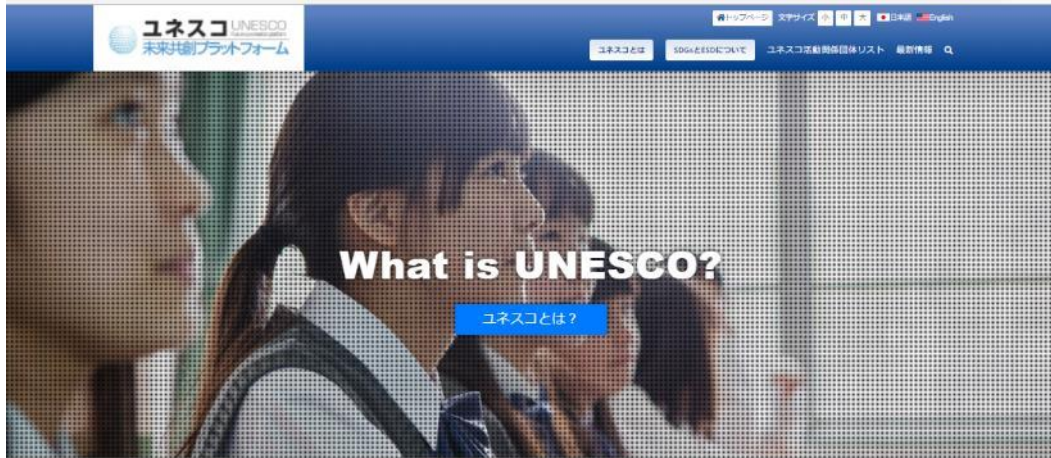 ユネスコ UNESCO
未来共創プラットフォーム
トップページ 文字サイズ 小 中 大 日本語 English
ユネスコとは SDGsとESDについて ユネスコ活動関係団体リスト 最新情報
What is UNESCO?
ユネスコとは？